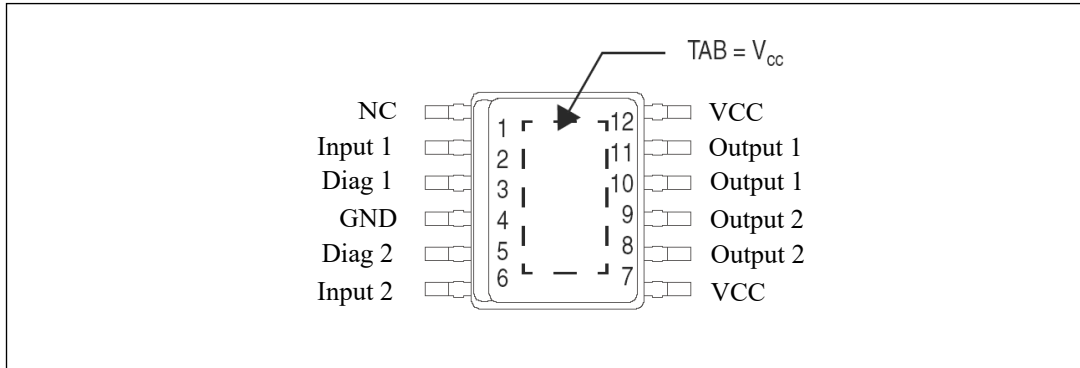 TAB = Vcc
NC 1 12 VCC
Input 1 2 11 Output 1
Diag 1 3 10 Output 1
GND 4 9 Output 2
Diag 2 5 8 Output 2
Input 2 6 7 VCC